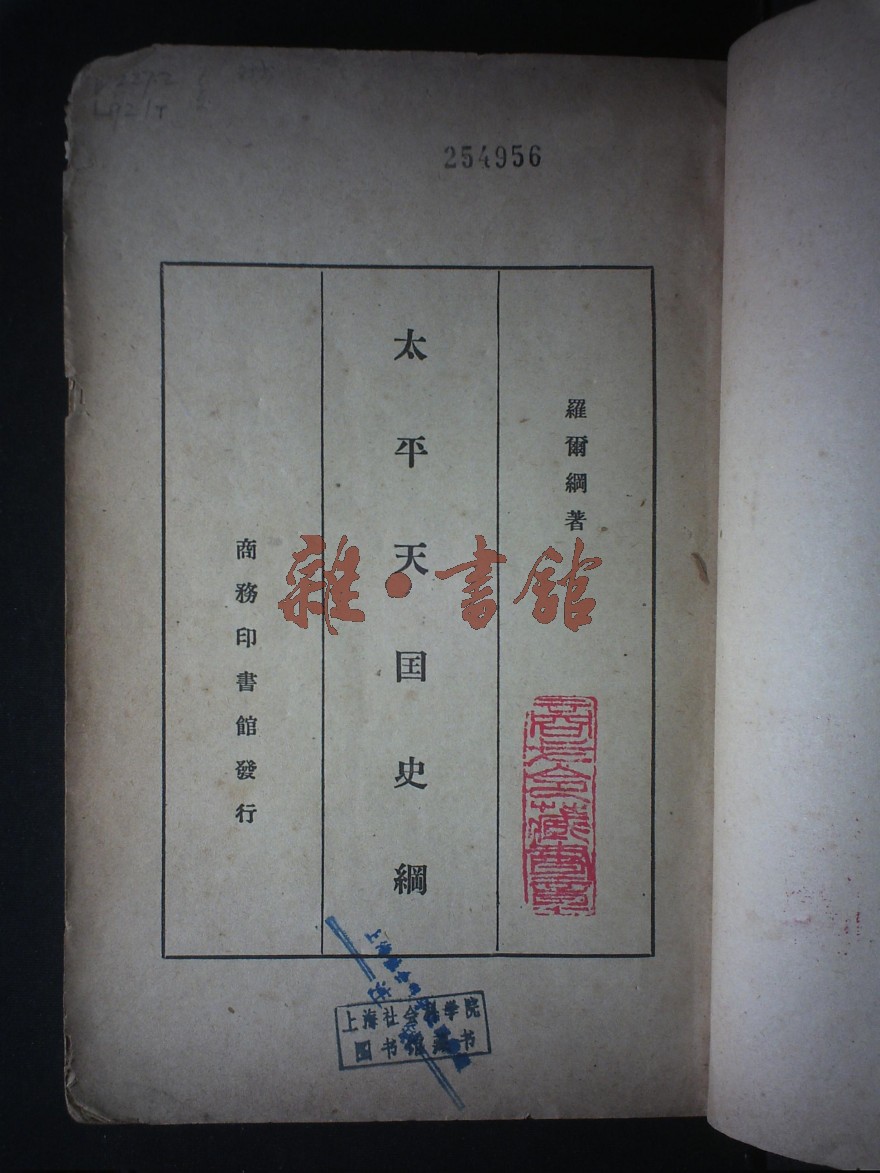 254956
羅爾綱著
太平天囯史綱
商務印書館發行
雜·書館
上海社会科学院
图书馆藏书